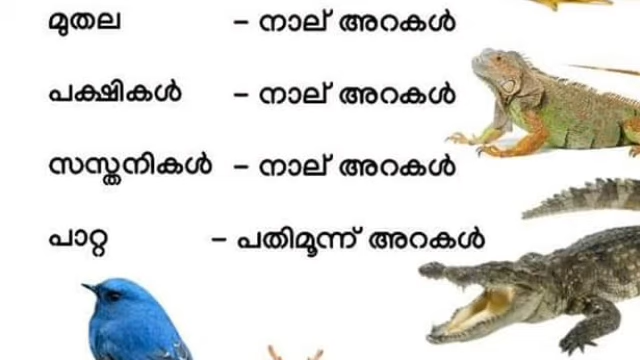 മുതല - നാല് അറകൾ
പക്ഷികൾ - നാല് അറകൾ
സസ്തനികൾ - നാല് അറകൾ
പാറ്റ - പതിമൂന്ന് അറകൾ